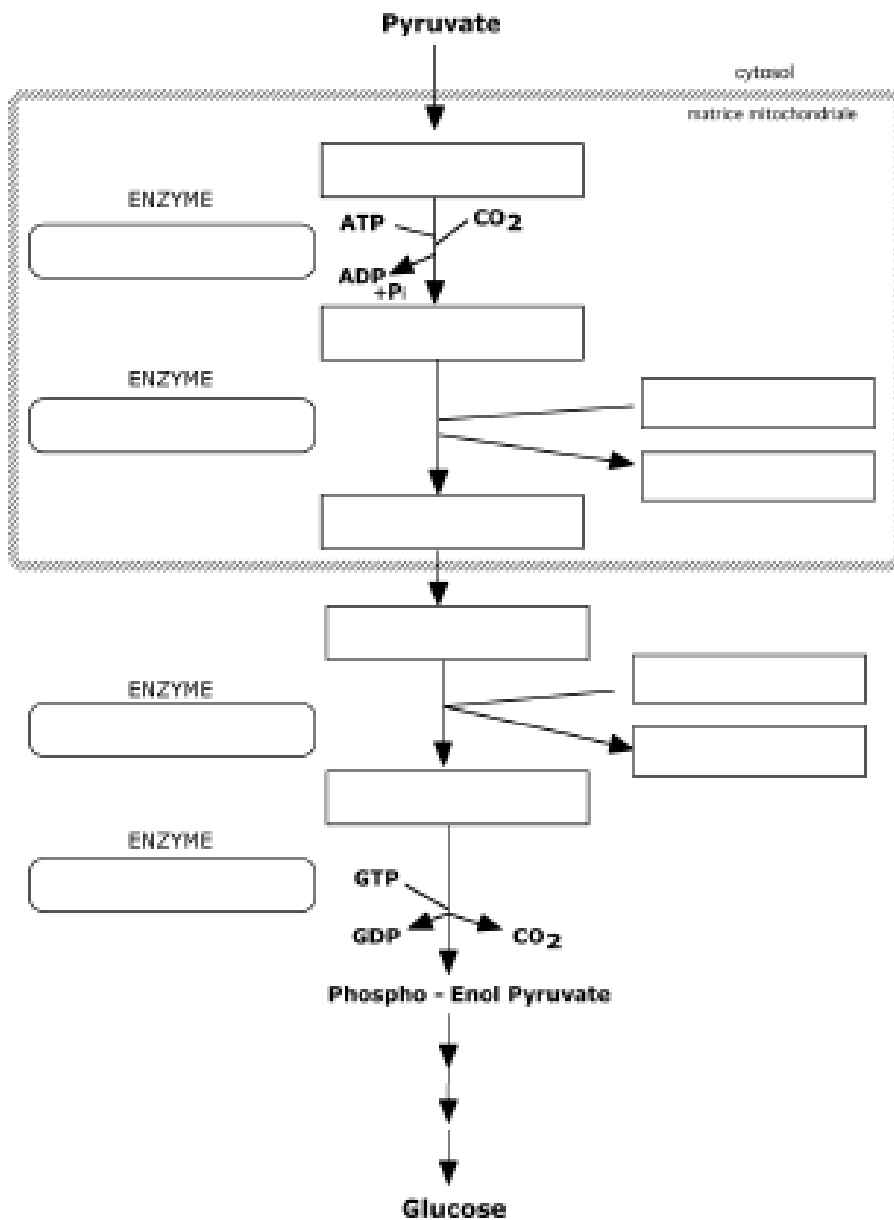 Pyruvate
cytosol
matrice mitochondriale
ENZYME
ATP
CO2
ADP
+Pi
ENZYME
ENZYME
ENZYME
GTP
GDP
CO2
Phospho - Enol Pyruvate
Glucose